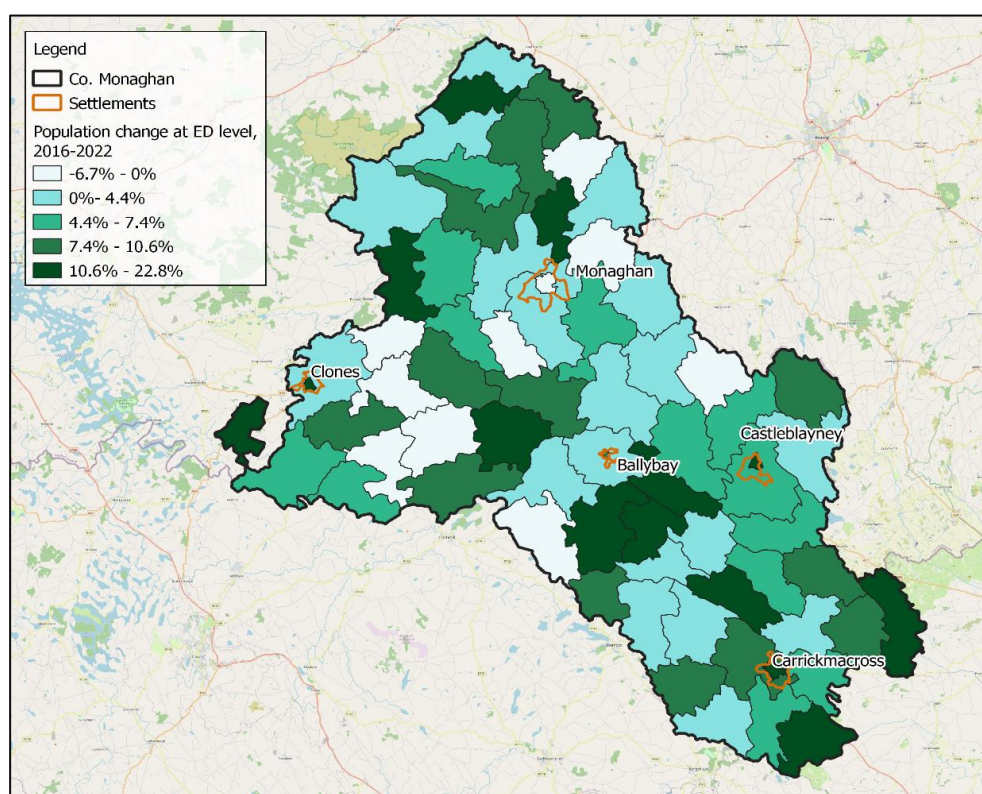 Legend
Co. Monaghan
Settlements
Population change at ED level,
2016-2022
-6.7% - 0%
0%- 4.4%
4.4% - 7.4%
7.4% - 10.6%
10.6% - 22.8%
Monaghan
Clones
Castleblayney
Ballybay
Carrickmacross